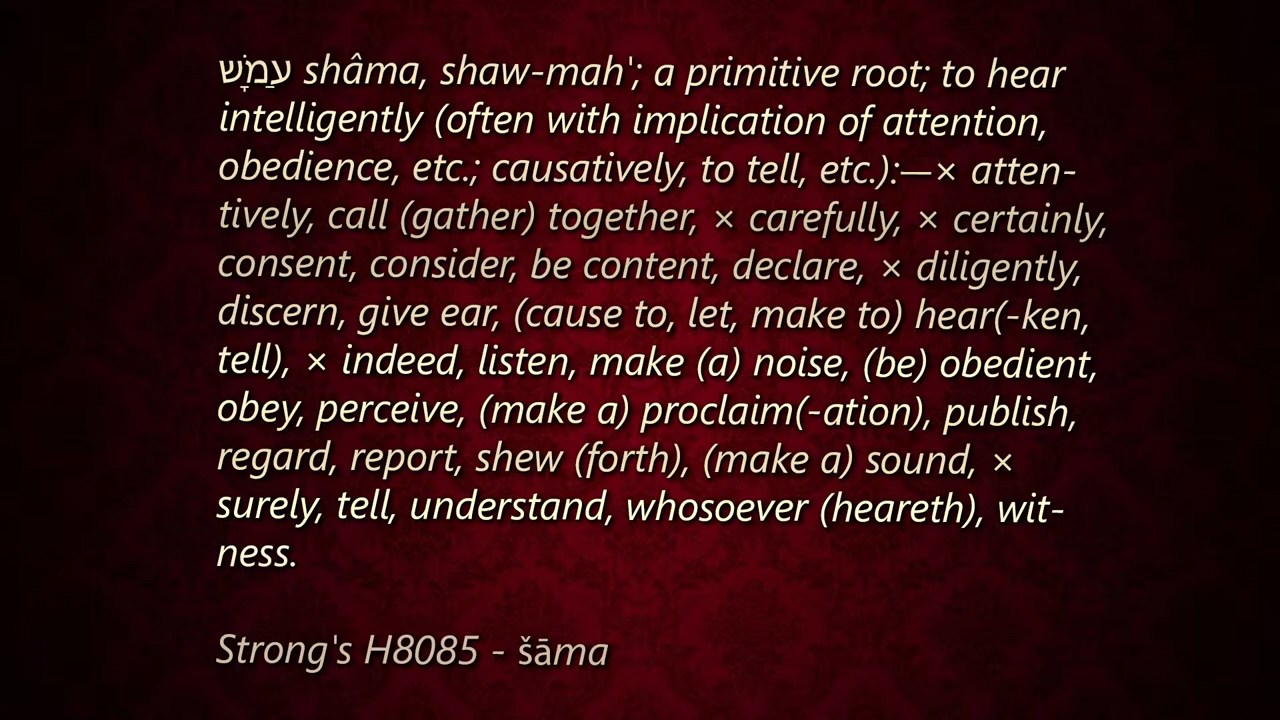 עַמָׁש shâma, shaw-mah'; a primitive root; to hear
intelligently (often with implication of attention,
obedience, etc.; causatively, to tell, etc.):—× atten-
tively, call (gather) together, × carefully, × certainly,
consent, consider, be content, declare, × diligently,
discern, give ear, (cause to, let, make to) hear(-ken,
tell), × indeed, listen, make (a) noise, (be) obedient,
obey, perceive, (make a) proclaim(-ation), publish,
regard, report, shew (forth), (make a) sound, ×
surely, tell, understand, whosoever (heareth), wit-
ness.
Strong's H8085 - šāma